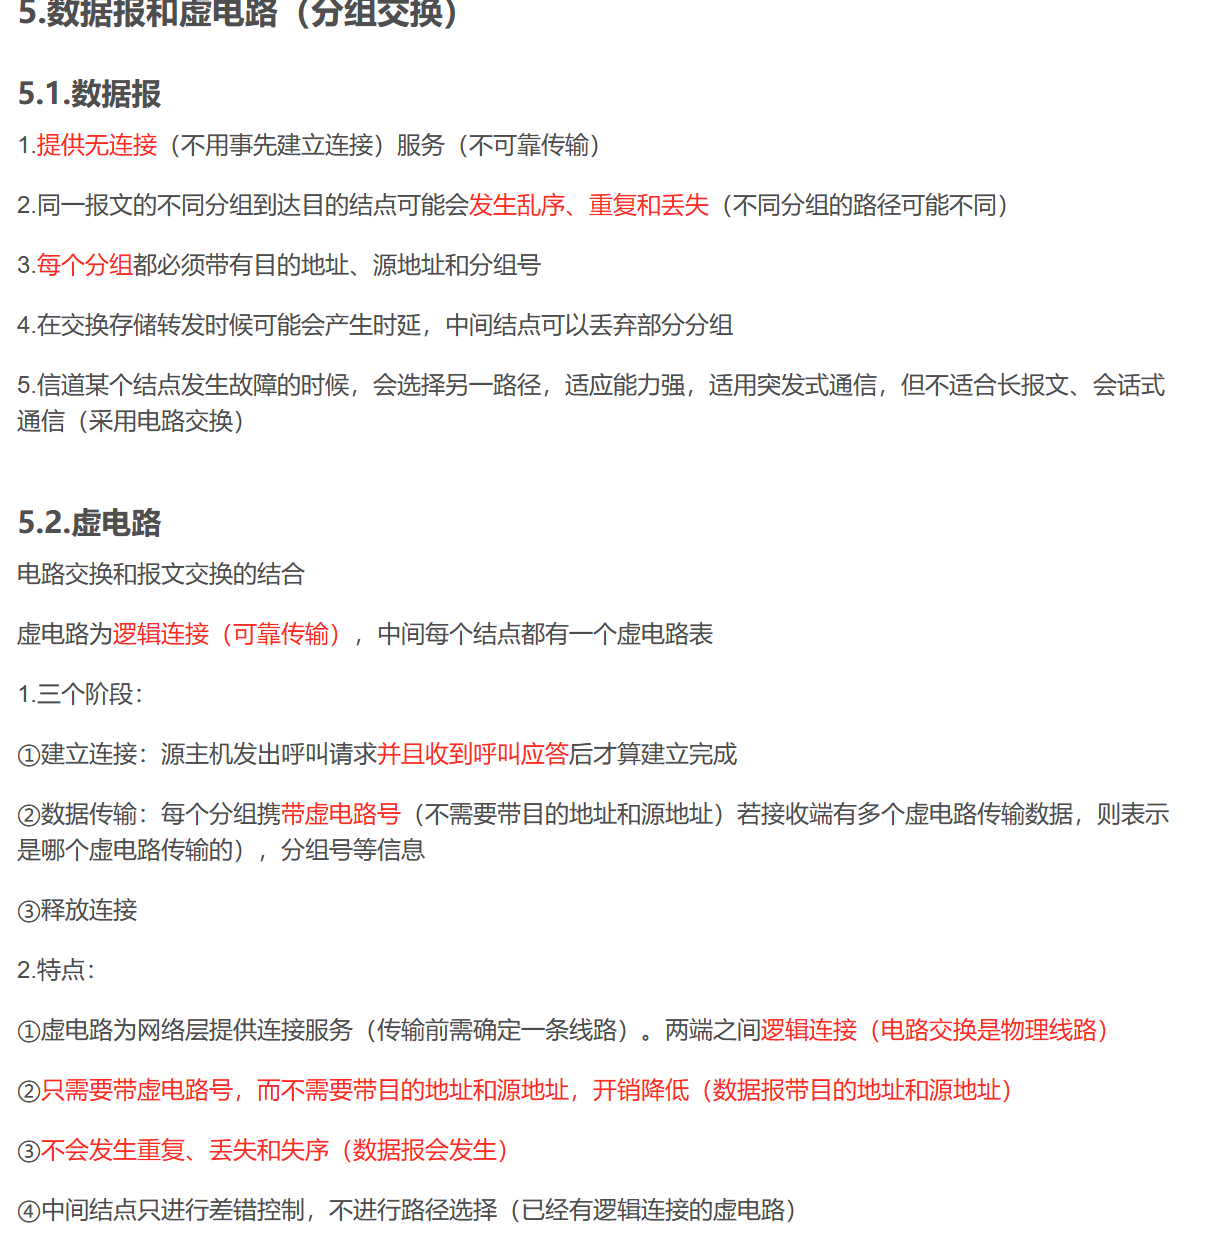 5.数据报和虚电路（分组交换）
5.1.数据报
1.提供无连接（不用事先建立连接）服务（不可靠传输）
2.同一报文的不同分组到达目的结点可能会发生乱序、重复和丢失（不同分组的路径可能不同）
3.每个分组都必须带有目的地址、源地址和分组号
4.在交换存储转发时候可能会产生时延，中间结点可以丢弃部分分组
5.信道某个结点发生故障的时候，会选择另一路径，适应能力强，适用突发式通信，但不适合长报文、会话式
通信（采用电路交换）
5.2.虚电路
电路交换和报文交换的结合
虚电路为逻辑连接（可靠传输），中间每个结点都有一个虚电路表
1.三个阶段：
①建立连接：源主机发出呼叫请求并且收到呼叫应答后才算建立完成
②数据传输：每个分组携带虚电路号（不需要带目的地址和源地址）若接收端有多个虚电路传输数据，则表示
是哪个虚电路传输的），分组号等信息
③释放连接
2.特点：
①虚电路为网络层提供连接服务（传输前需确定一条线路）。两端之间逻辑连接（电路交换是物理线路）
②只需要带虚电路号，而不需要带目的地址和源地址，开销降低（数据报带目的地址和源地址）
③不会发生重复、丢失和失序（数据报会发生）
④中间结点只进行差错控制，不进行路径选择（已经有逻辑连接的虚电路）